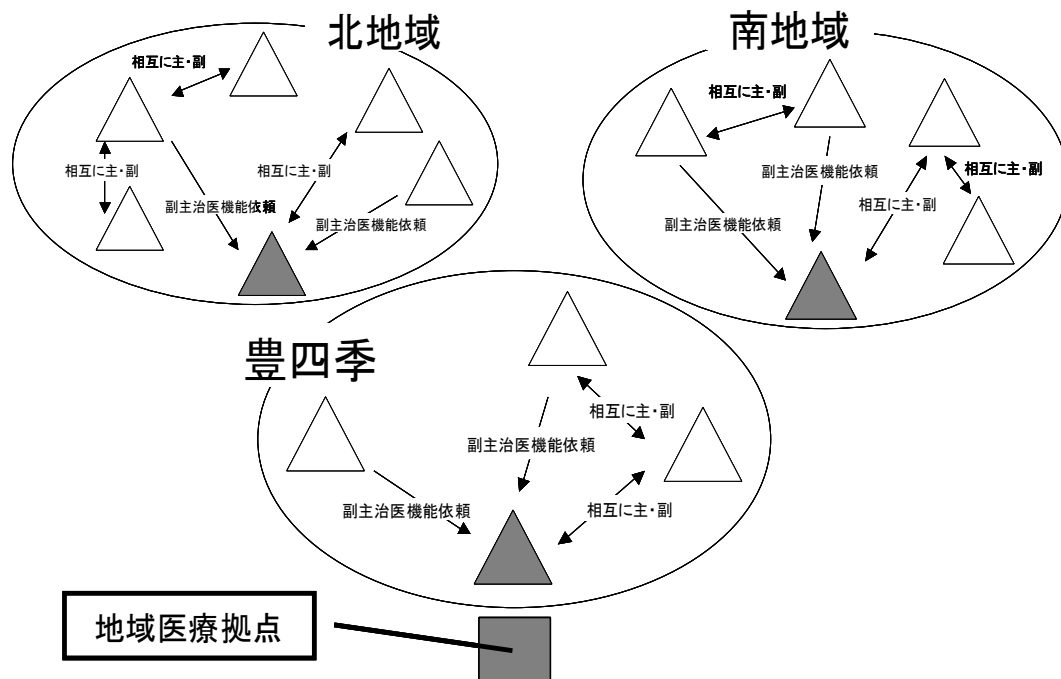 北地域
相互に主・副
相互に主・副
相互に主・副
副主治医機能依頼
副主治医機能依頼
南地域
相互に主・副
副主治医機能依頼
相互に主・副
相互に主・副
副主治医機能依頼
豊四季
相互に主・副
副主治医機能依頼
副主治医機能依頼
相互に主・副
地域医療拠点